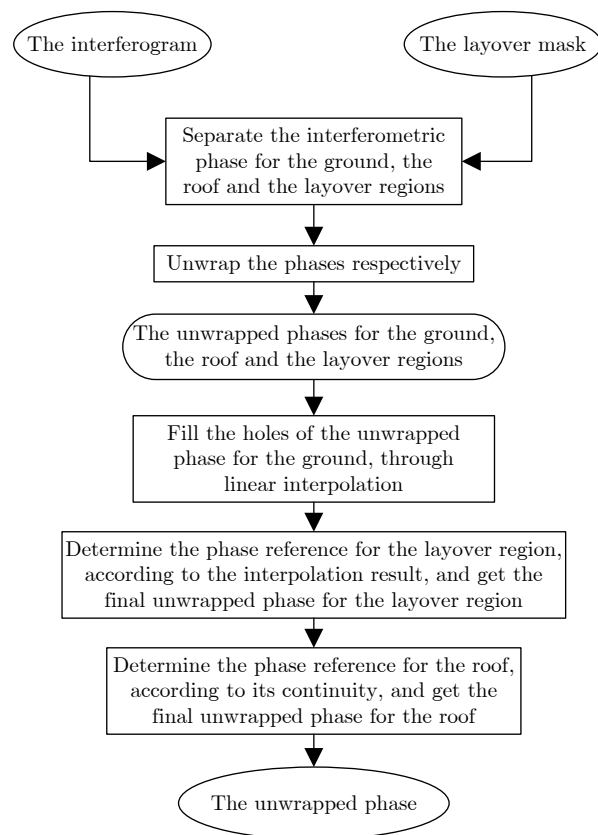 The interferogram
The layover mask
Separate the interferometric
phase for the ground, the
roof and the layover regions
Unwrap the phases respectively
The unwrapped phases for the ground,
the roof and the layover regions
Fill the holes of the unwrapped
phase for the ground, through
linear interpolation
Determine the phase reference for the layover region,
according to the interpolation result, and get the
final unwrapped phase for the layover region
Determine the phase reference for the roof,
according to its continuity, and get the
final unwrapped phase for the roof
The unwrapped phase